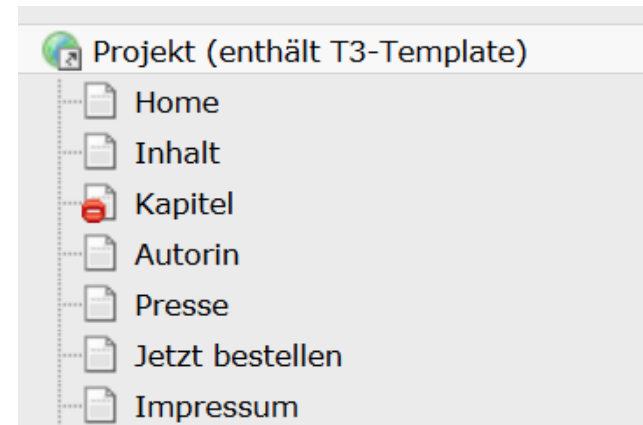 Projekt (enthält T3-Template)
Home
Inhalt
Kapitel
Autorin
Presse
Jetzt bestellen
Impressum